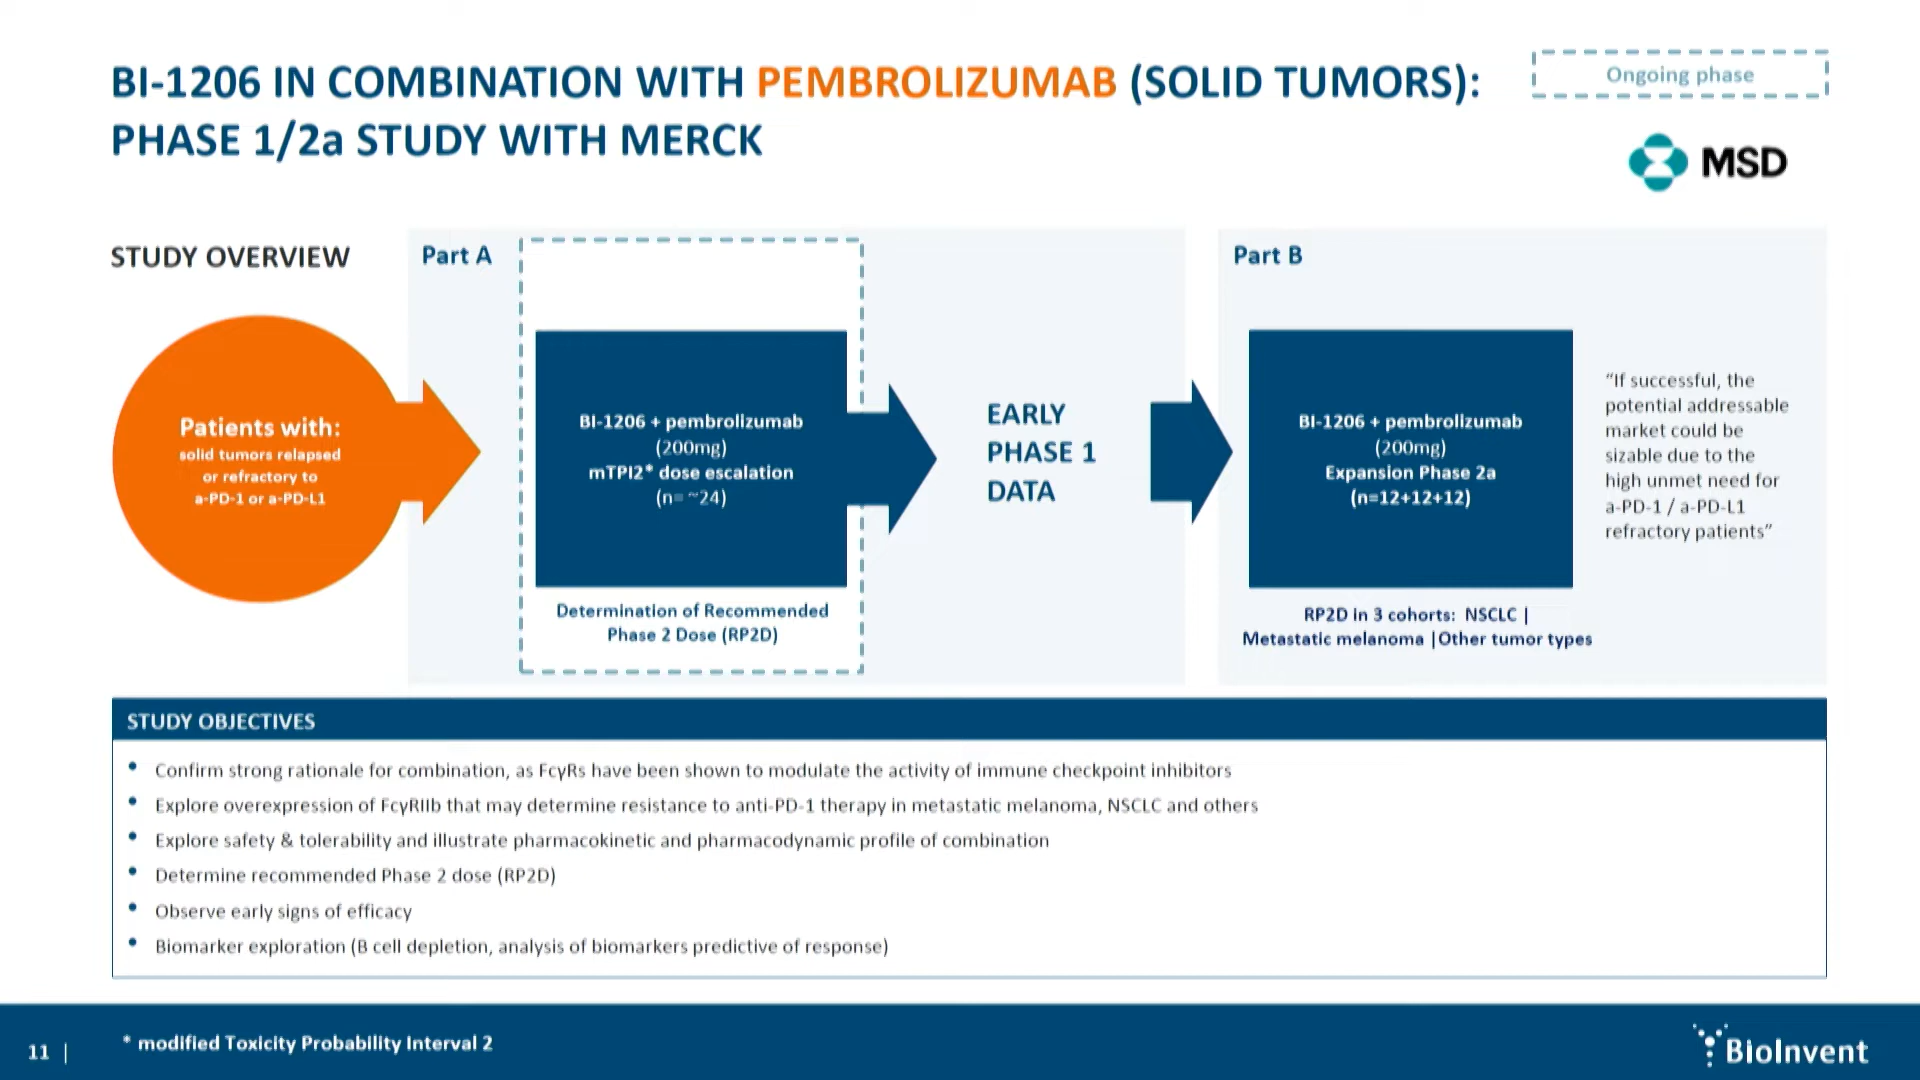 BI-1206 IN COMBINATION WITH PEMBROLIZUMAB (SOLID TUMORS):
PHASE 1/2a STUDY WITH MERCK
Ongoing phase
MSD
STUDY OVERVIEW
Part A
Part B
Patients with:
solid tumors relapsed
or refractory to
a-PD-1 or a-PD-L1
BI-1206 + pembrolizumab
(200mg)
mTPI2* dose escalation
(n= ~24)
Determination of Recommended
Phase 2 Dose (RP2D)
EARLY
PHASE 1
DATA
BI-1206 + pembrolizumab
(200mg)
Expansion Phase 2a
(n=12+12+12)
RP2D in 3 cohorts: NSCLC |
Metastatic melanoma |Other tumor types
“If successful, the
potential addressable
market could be
sizable due to the
high unmet need for
a-PD-1 / a-PD-L1
refractory patients”
STUDY OBJECTIVES
• Confirm strong rationale for combination, as FcγRs have been shown to modulate the activity of immune checkpoint inhibitors
• Explore overexpression of FcγRIIb that may determine resistance to anti-PD-1 therapy in metastatic melanoma, NSCLC and others
• Explore safety & tolerability and illustrate pharmacokinetic and pharmacodynamic profile of combination
• Determine recommended Phase 2 dose (RP2D)
• Observe early signs of efficacy
• Biomarker exploration (B cell depletion, analysis of biomarkers predictive of response)
11 |
* modified Toxicity Probability Interval 2
BioInvent